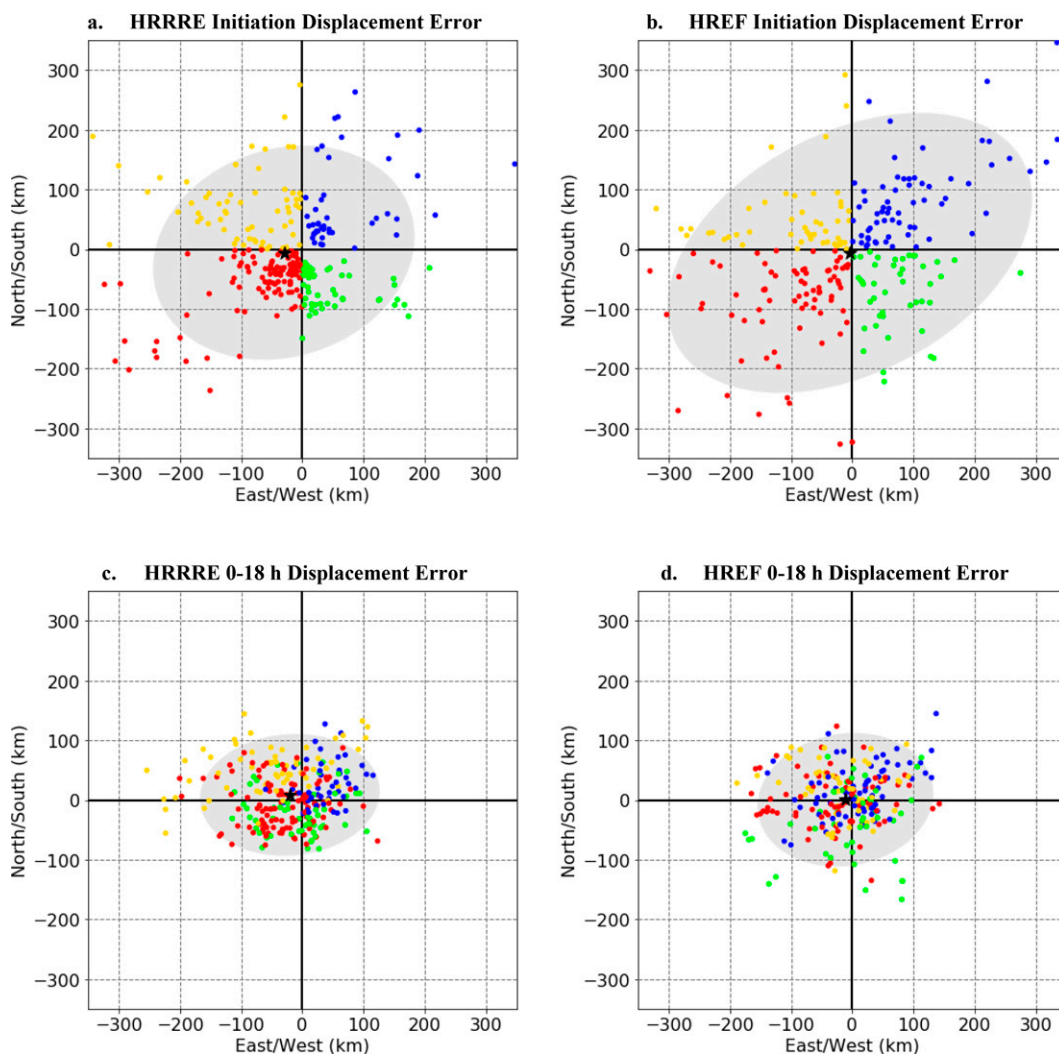 a. HRRRE Initiation Displacement Error
300
200
100
0
−100
−200
−300
North/South (km)
−300 −200 −100 0 100 200 300
East/West (km)
b. HREF Initiation Displacement Error
300
200
100
0
−100
−200
−300
North/South (km)
−300 −200 −100 0 100 200 300
East/West (km)
c. HRRRE 0-18 h Displacement Error
300
200
100
0
−100
−200
−300
North/South (km)
−300 −200 −100 0 100 200 300
East/West (km)
d. HREF 0-18 h Displacement Error
300
200
100
0
−100
−200
−300
North/South (km)
−300 −200 −100 0 100 200 300
East/West (km)